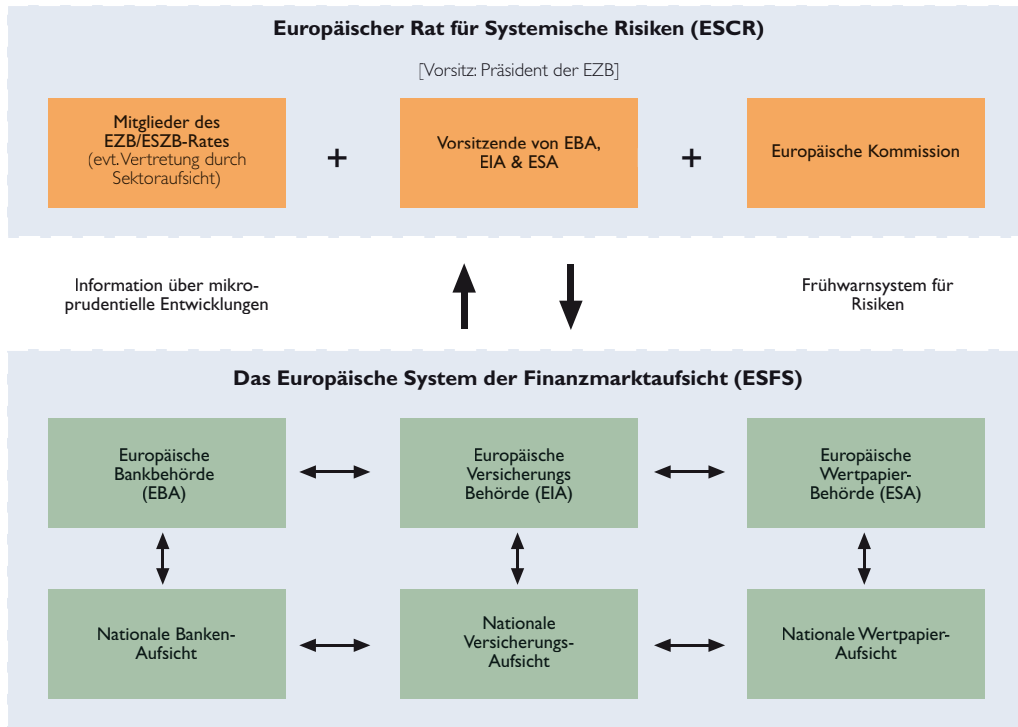 Europäischer Rat für Systemische Risiken (ESCR)
[Vorsitz: Präsident der EZB]
Mitglieder des
EZB/ESZB-Rates
(evt. Vertretung durch
Sektoraufsicht)
+
Vorsitzende von EBA,
EIA & ESA
+
Europäische Kommission
Information über mikro-
prudentielle Entwicklungen
Frühwarnsystem für
Risiken
Das Europäische System der Finanzmarktaufsicht (ESFS)
Europäische
Bankbehörde
(EBA)
Europäische
Versicherungs
Behörde (EIA)
Europäische
Wertpapier-
Behörde (ESA)
Nationale Banken-
Aufsicht
Nationale
Versicherungs-
Aufsicht
Nationale Wertpapier-
Aufsicht